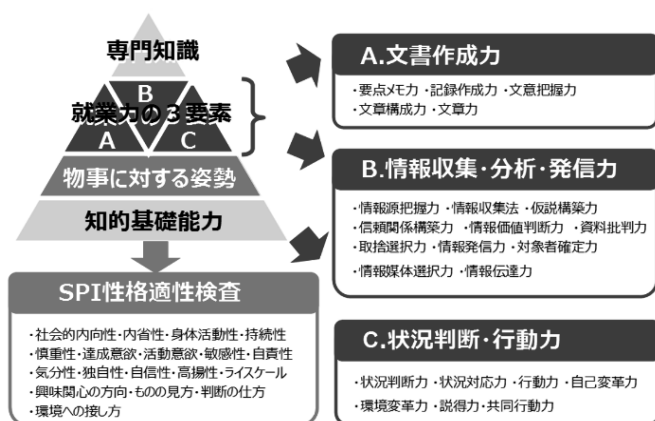 専門知識
就業力の３要素
B
A
C
物事に対する姿勢
知的基礎能力
SPI性格適性検査
・社会的内向性・内省性・身体活動性・持続性
・慎重性・達成意欲・活動意欲・敏感性・自責性
・気分性・独自性・自信性・高揚性・ライスケール
・興味関心の方向・ものの見方・判断の仕方
・環境への接し方
A.文書作成力
・要点メモ力・記録作成力・文意把握力
・文章構成力・文章力
B.情報収集・分析・発信力
・情報源把握力・情報収集法・仮説構築力
・信頼関係構築力・情報価値判断力・資料批判力
・取捨選択力・情報発信力・対象者確定力
・情報媒体選択力・情報伝達力
C.状況判断・行動力
・状況判断力・状況対応力・行動力・自己変革力
・環境変革力・説得力・共同行動力